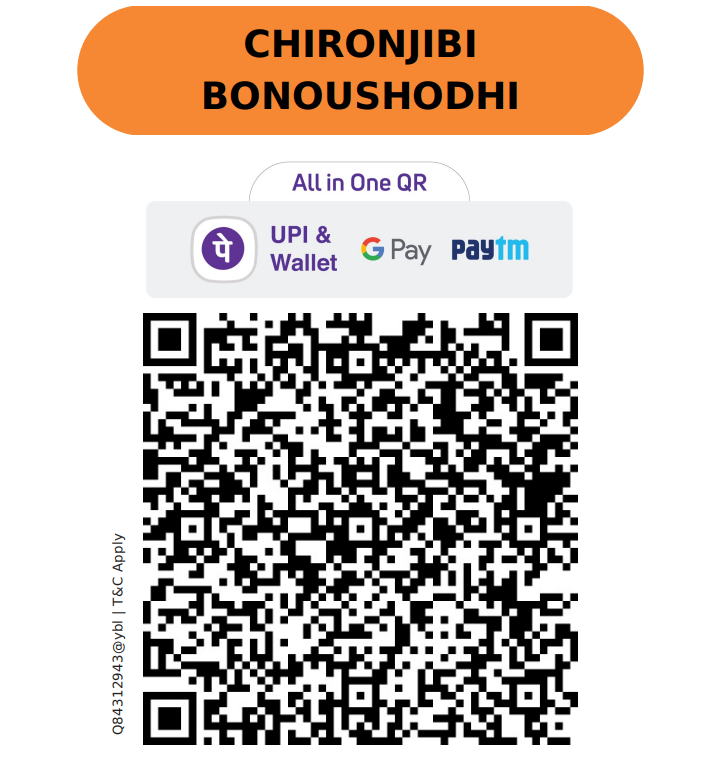 CHIRONJIBI
BONOUSHODHI
All in One QR
पे
UPI &
Wallet
G Pay
paytm
Q84312943@ybl | T&C Apply